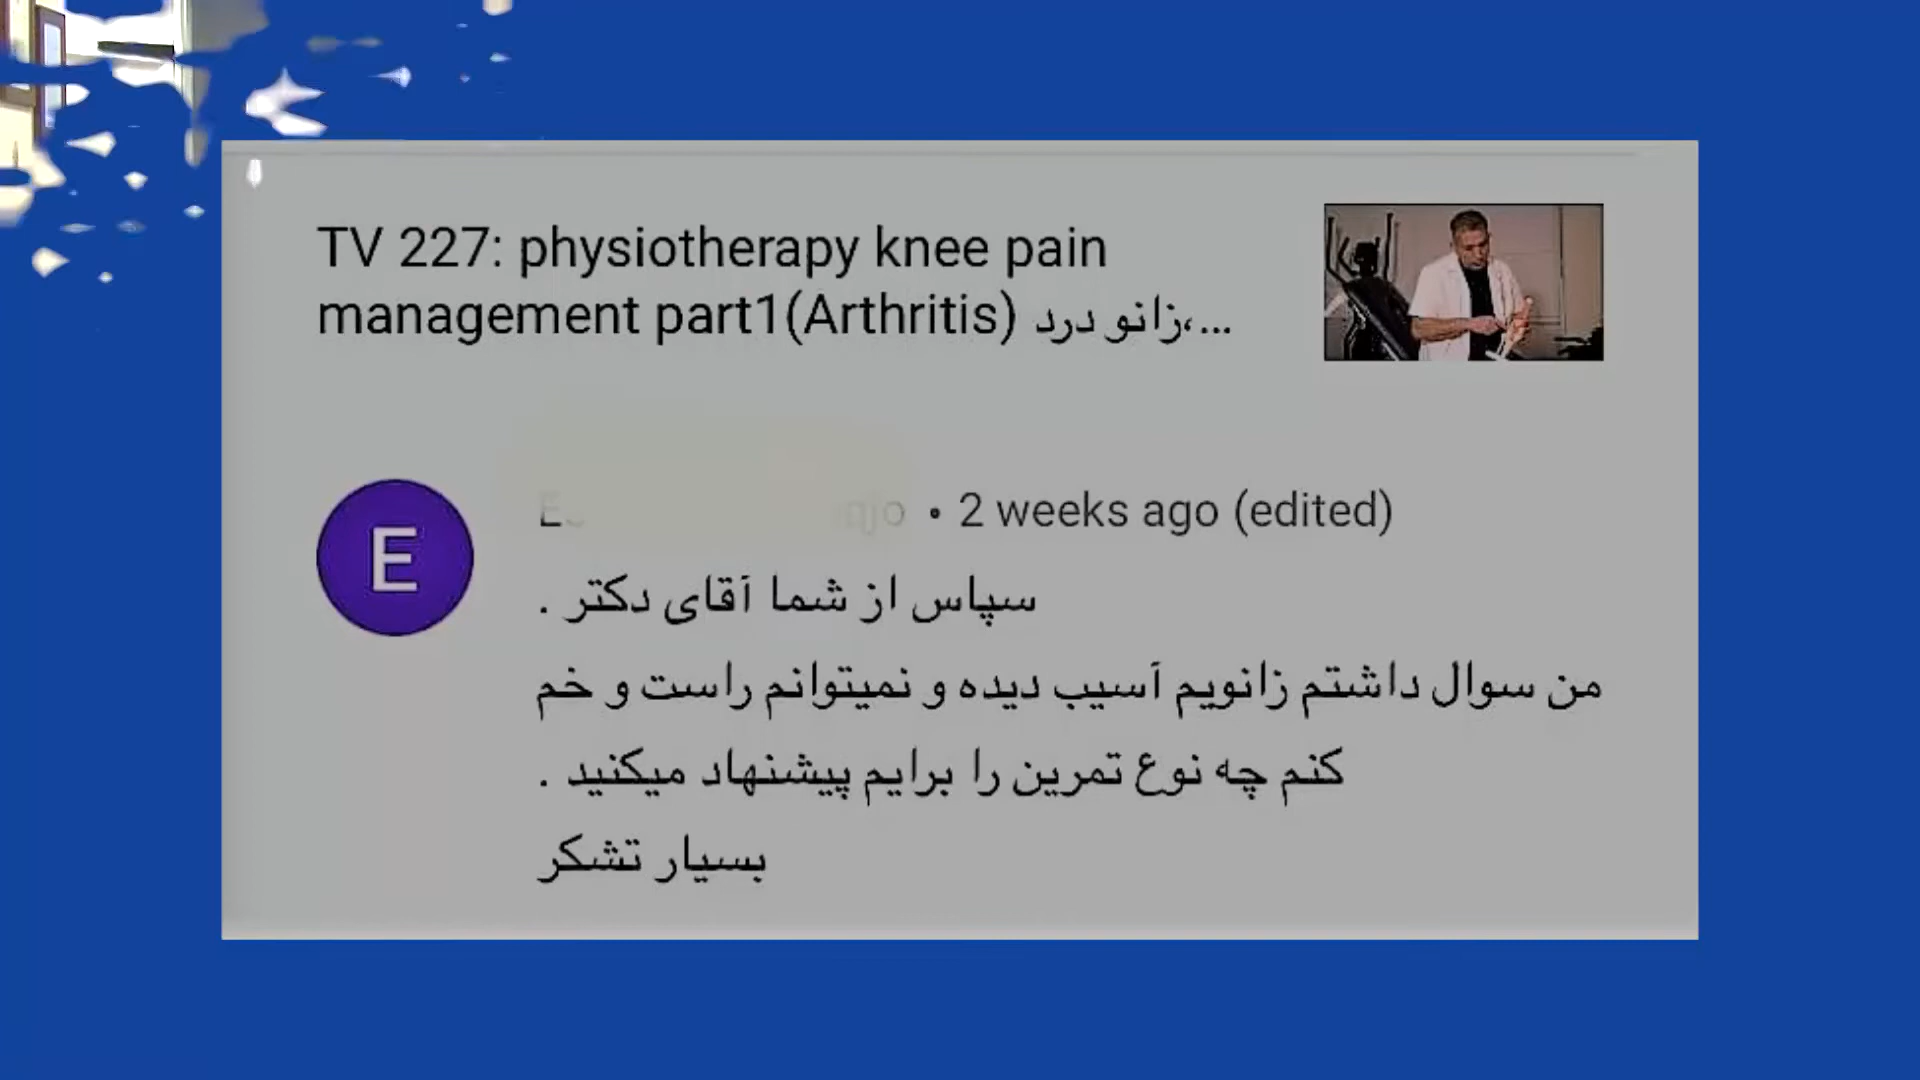 TV 227: physiotherapy knee pain
management part1(Arthritis) زانو درد،...
E
• 2 weeks ago (edited)
سپاس از شما آقای دکتر .
من سوال داشتم زانویم آسیب دیده و نمیتوانم راست و خم
کنم چه نوع تمرین را برایم پیشنهاد میکنید .
بسیار تشکر